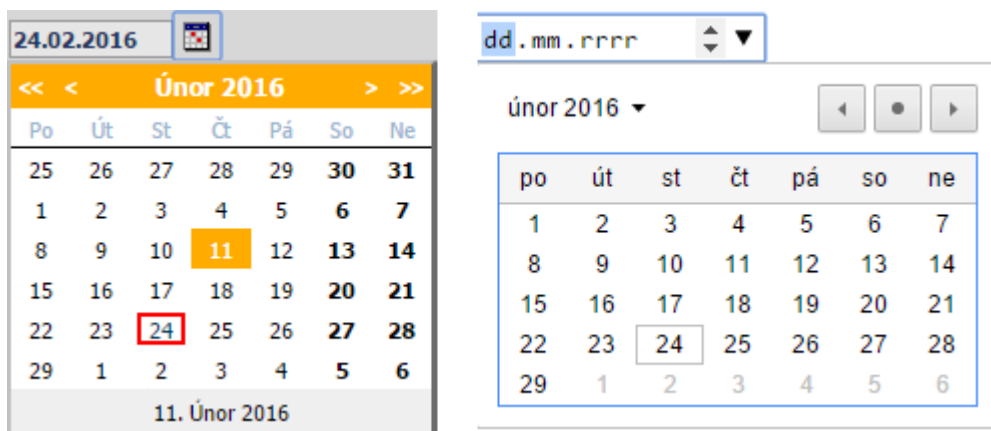 24.02.2016
<< < Únor 2016 > >>
Po Út St Čt Pá So Ne
25 26 27 28 29 30 31
1 2 3 4 5 6 7
8 9 10 11 12 13 14
15 16 17 18 19 20 21
22 23 24 25 26 27 28
29 1 2 3 4 5 6
11. Únor 2016
dd.mm.rrrr
únor 2016
po út st čt pá so ne
1 2 3 4 5 6 7
8 9 10 11 12 13 14
15 16 17 18 19 20 21
22 23 24 25 26 27 28
29 1 2 3 4 5 6